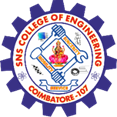 SNS COLLEGE OF ENGINEERING
COIMBATORE -107